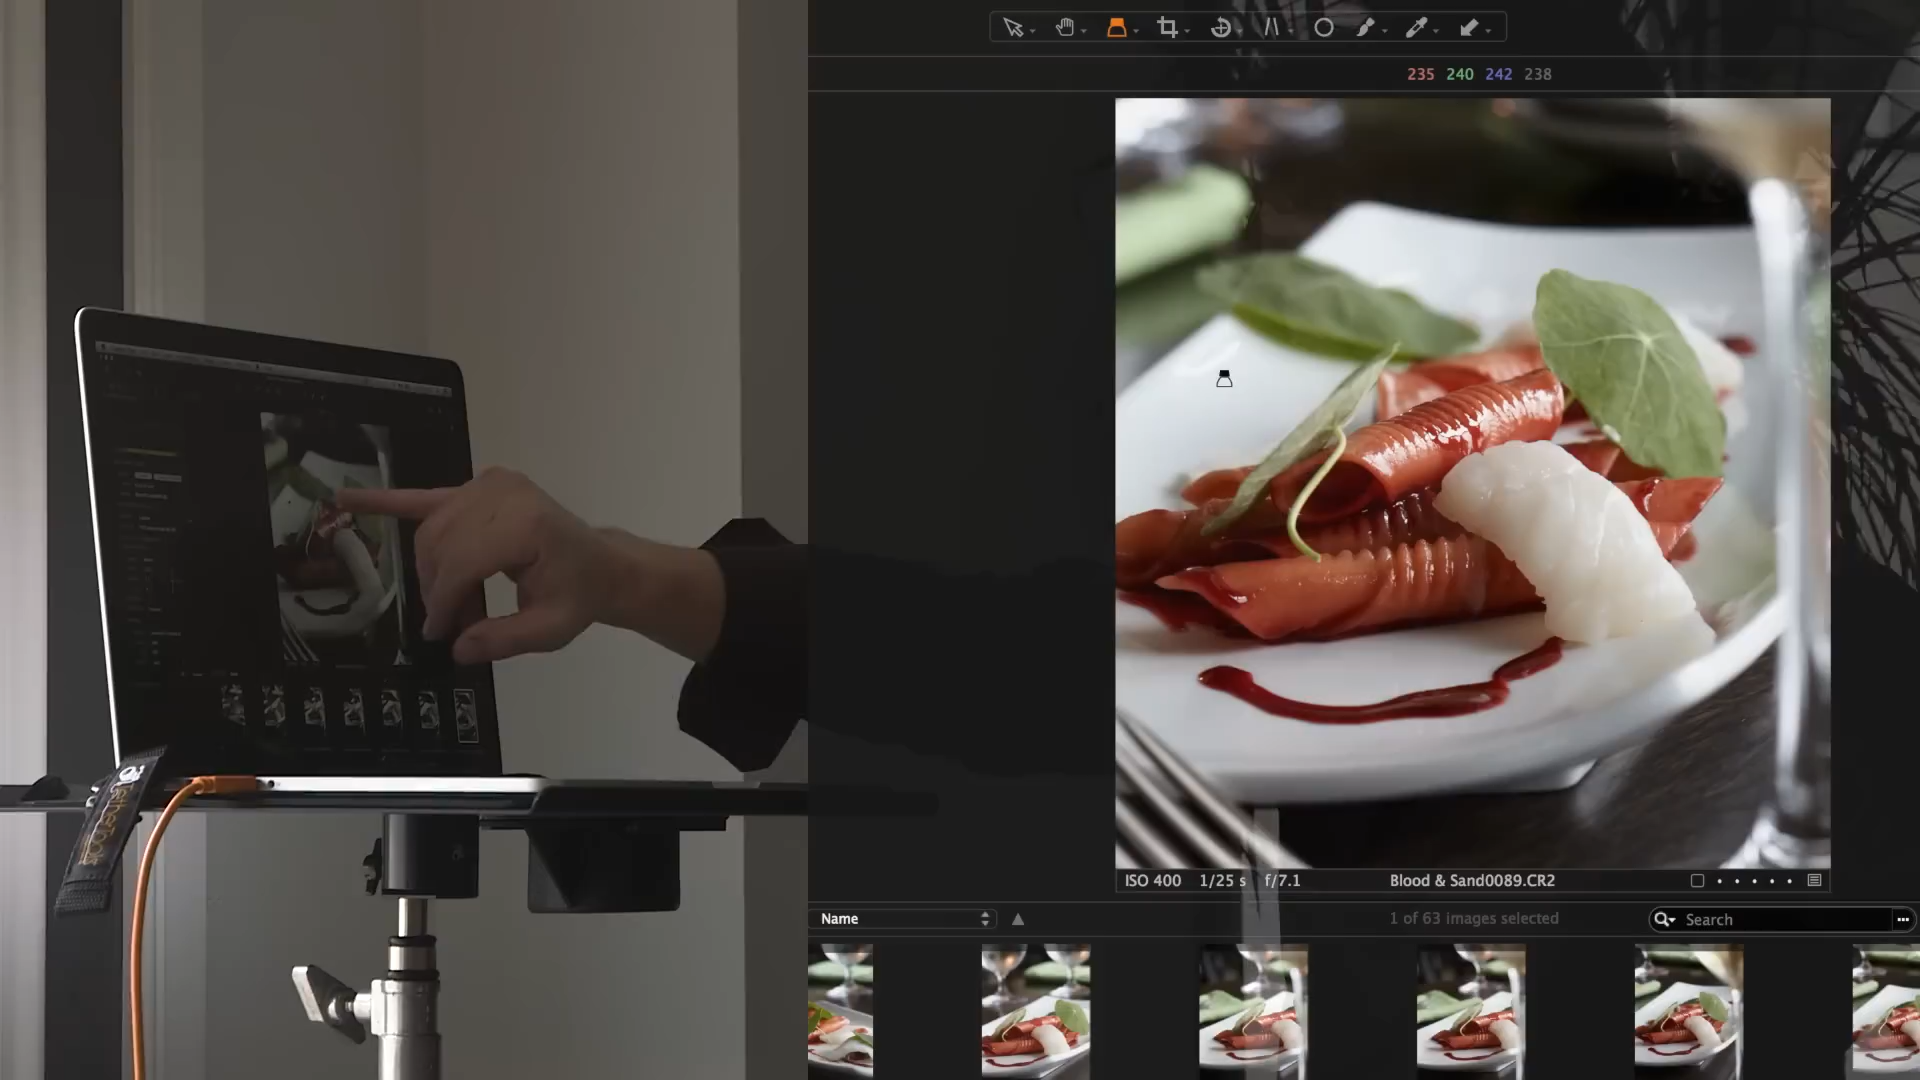 235 240 242 238
ISO 400 1/25 s f/7.1 Blood & Sand0089.CR2
Name
1 of 63 images selected
Search
TetherTools